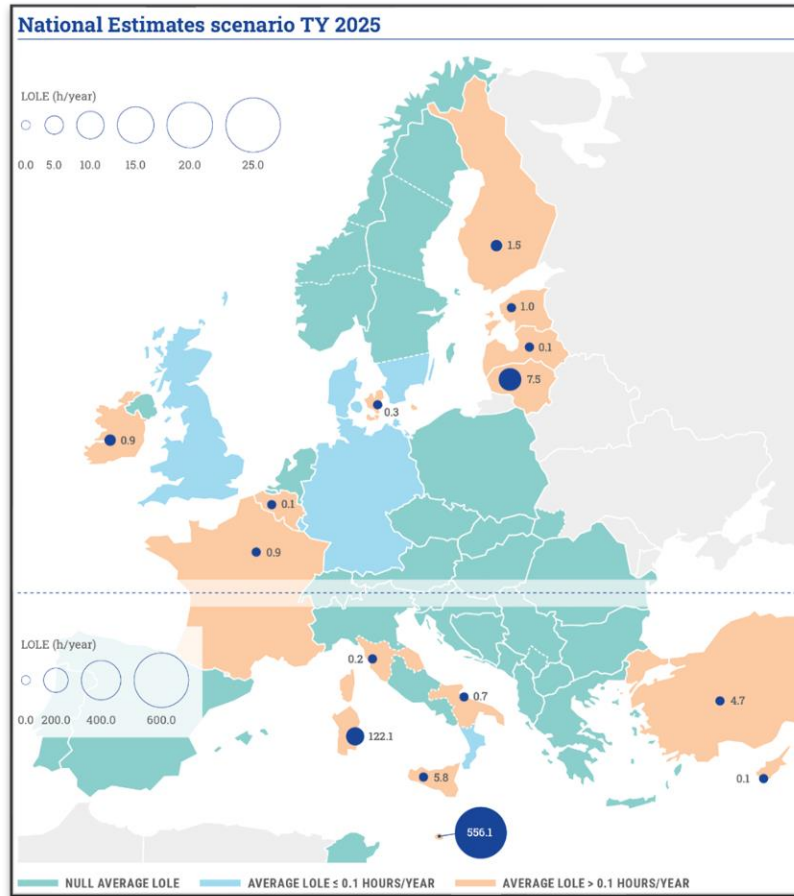 National Estimates scenario TY 2025
LOLE (h/year)
0.0 5.0 10.0 15.0 20.0 25.0
1.5
1.0
0.1
7.5
0.3
0.9
0.1
0.9
LOLE (h/year)
0.0 200.0 400.0 600.0
0.2
0.7
4.7
122.1
5.8
0.1
556.1
NULL AVERAGE LOLE AVERAGE LOLE ≤ 0.1 HOURS/YEAR AVERAGE LOLE > 0.1 HOURS/YEAR